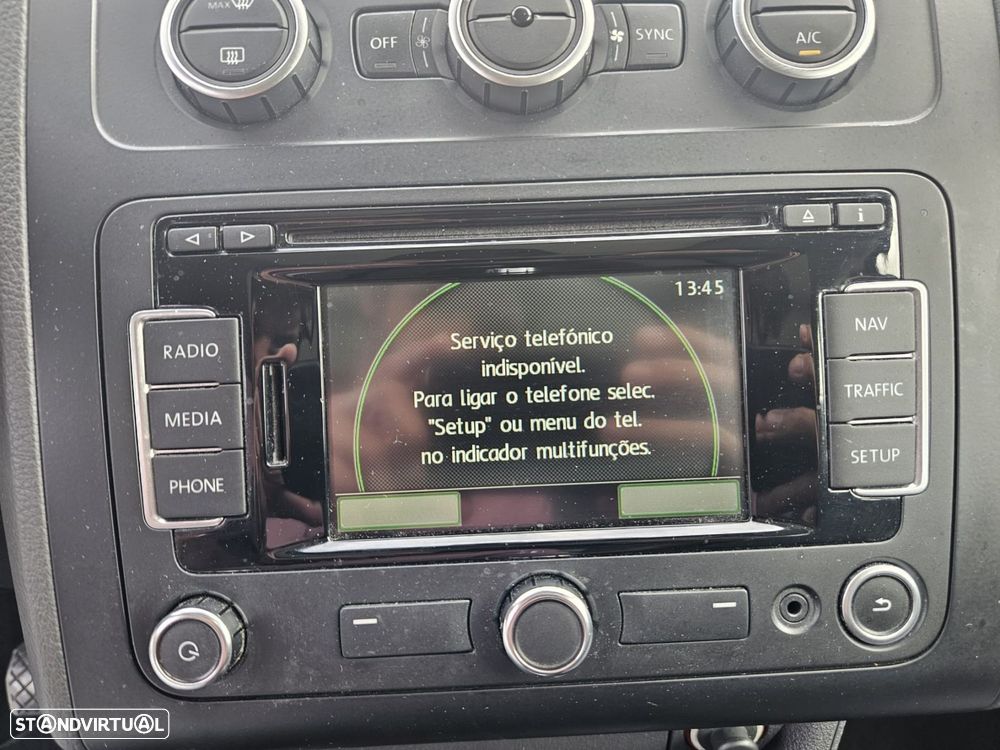 MAX
OFF
SYNC
A/C
i
13:45
Serviço telefónico
indisponível.
Para ligar o telefone selec.
"Setup" ou menu do tel.
no indicador multifunções.
RADIO
MEDIA
PHONE
NAV
TRAFFIC
SETUP
STANDVIRTUAL